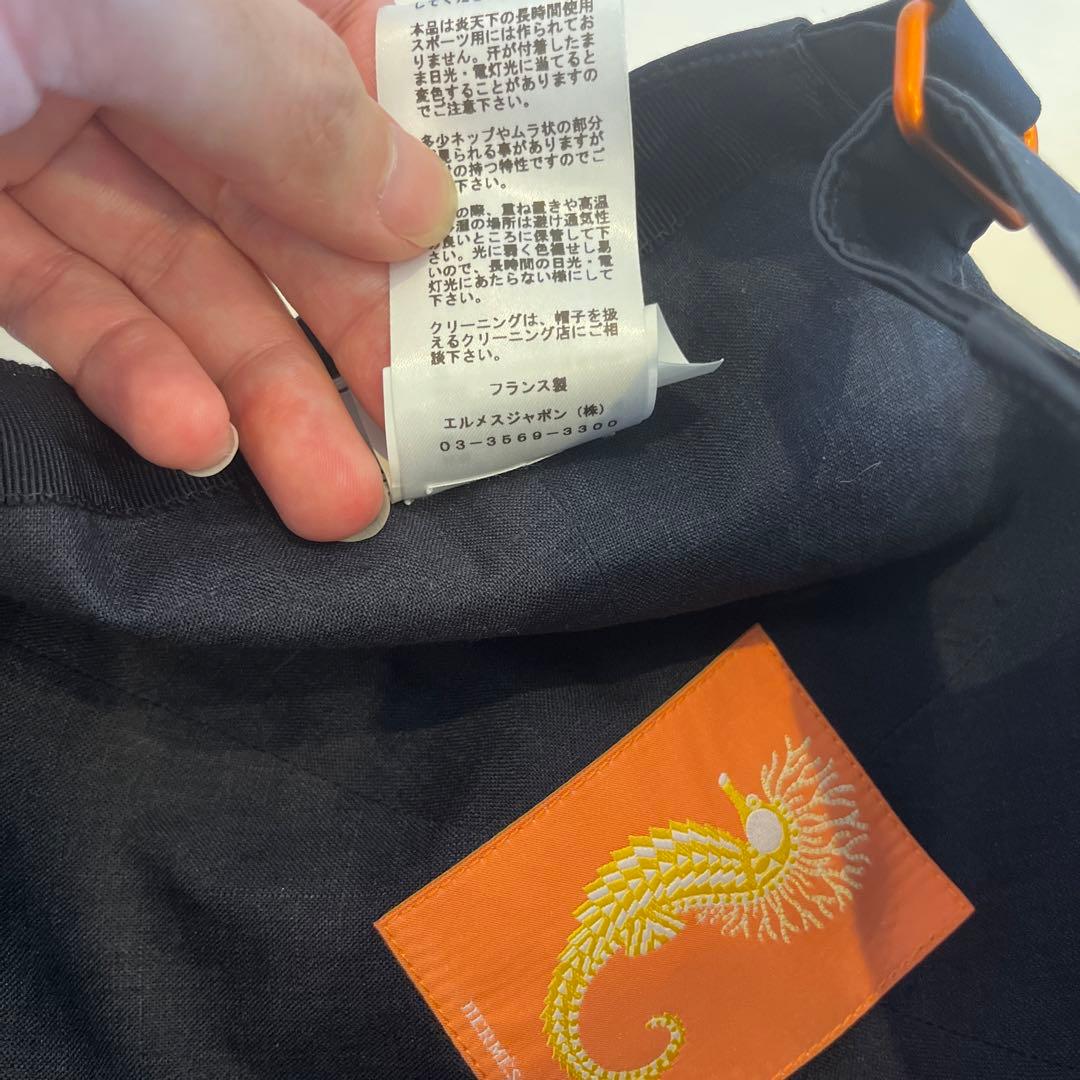 本品は炎天下の長時間使用
スポーツ用には作られてお
りません。汗が付着したま
ま日光・電灯光に当てると
変色することがありますの
でご注意下さい。
多少ネップやムラ状の部分
見られる事がありますが
の持つ特性ですのでご
下さい。
の際、重ね置きや高温
湿の場所は避け通気性
の良いところに保管して下
さい。光に弱く色褪せし易
いので、長時間の日光・電
灯光にあたらない様にして
下さい。
クリーニングは、帽子を扱
えるクリーニング店にご相
談下さい。
フランス製
エルメスジャポン(株)
03-3569-3300
HERMÈS